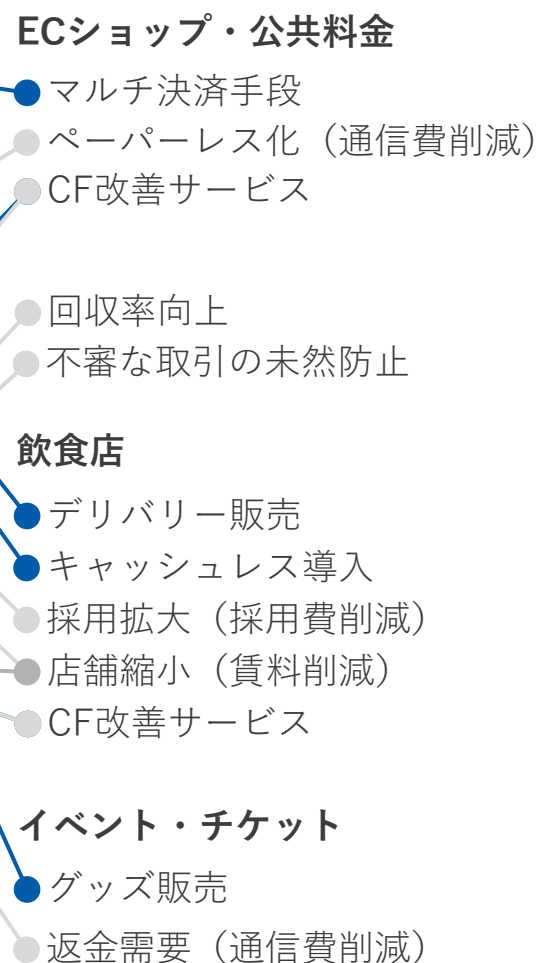 ECショップ・公共料金
マルチ決済手段
ペーパーレス化（通信費削減）
CF改善サービス
回収率向上
不審な取引の未然防止
飲食店
デリバリー販売
キャッシュレス導入
採用拡大（採用費削減）
店舗縮小（賃料削減）
CF改善サービス
イベント・チケット
グッズ販売
返金需要（通信費削減）